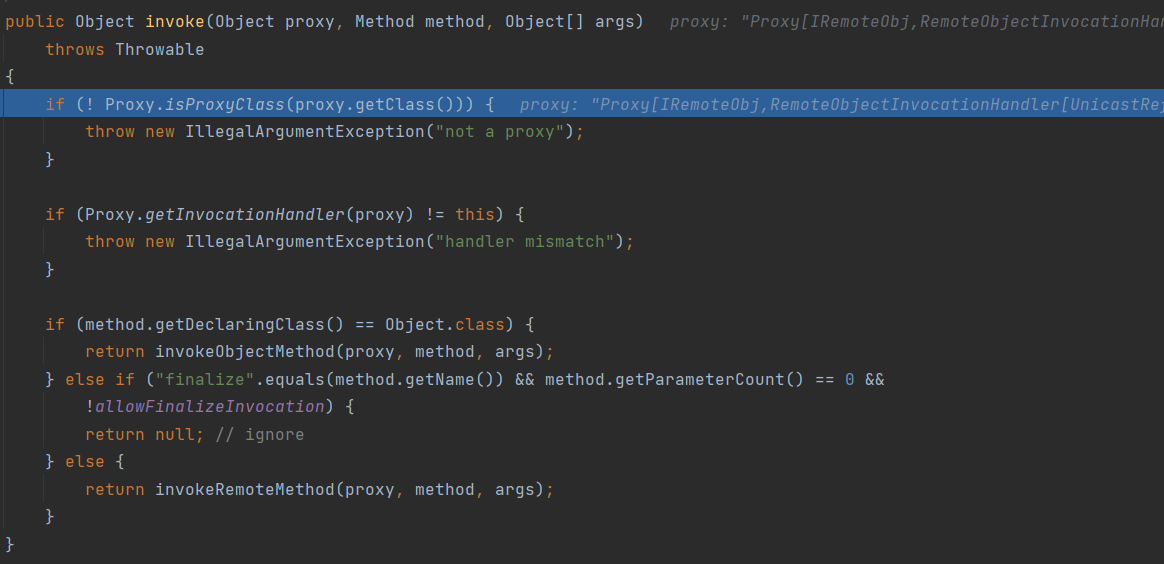 public Object invoke(Object proxy, Method method, Object[] args)   proxy: "Proxy[IRemoteObj,RemoteObjectInvocationHan
    throws Throwable
{
    if (! Proxy.isProxyClass(proxy.getClass())) {   proxy: "Proxy[IRemoteObj,RemoteObjectInvocationHandler[UnicastRe
        throw new IllegalArgumentException("not a proxy");
    }
    if (Proxy.getInvocationHandler(proxy) != this) {
        throw new IllegalArgumentException("handler mismatch");
    }
    if (method.getDeclaringClass() == Object.class) {
        return invokeObjectMethod(proxy, method, args);
    } else if ("finalize".equals(method.getName()) && method.getParameterCount() == 0 &&
        !allowFinalizeInvocation) {
        return null; // ignore
    } else {
        return invokeRemoteMethod(proxy, method, args);
    }
}